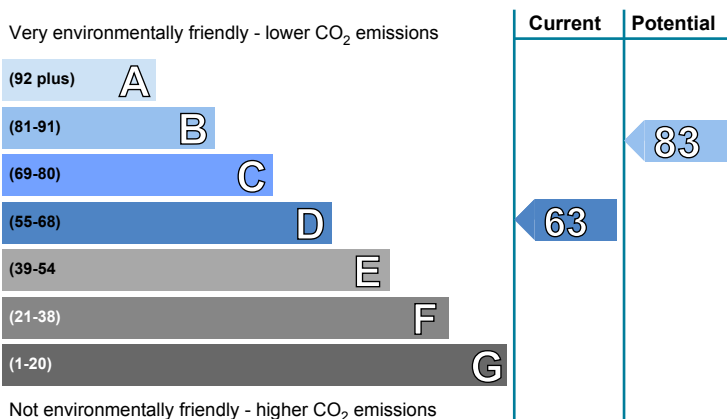 Very environmentally friendly - lower CO2 emissions
Current
Potential
(92 plus) A
(81-91) B
83
(69-80) C
(55-68) D
63
(39-54 E
(21-38) F
(1-20) G
Not environmentally friendly - higher CO2 emissions